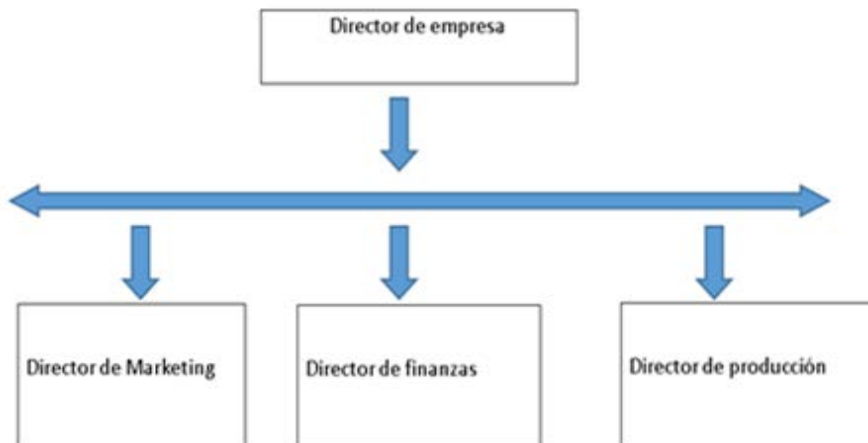 Director de empresa
Director de Marketing
Director de finanzas
Director de producción